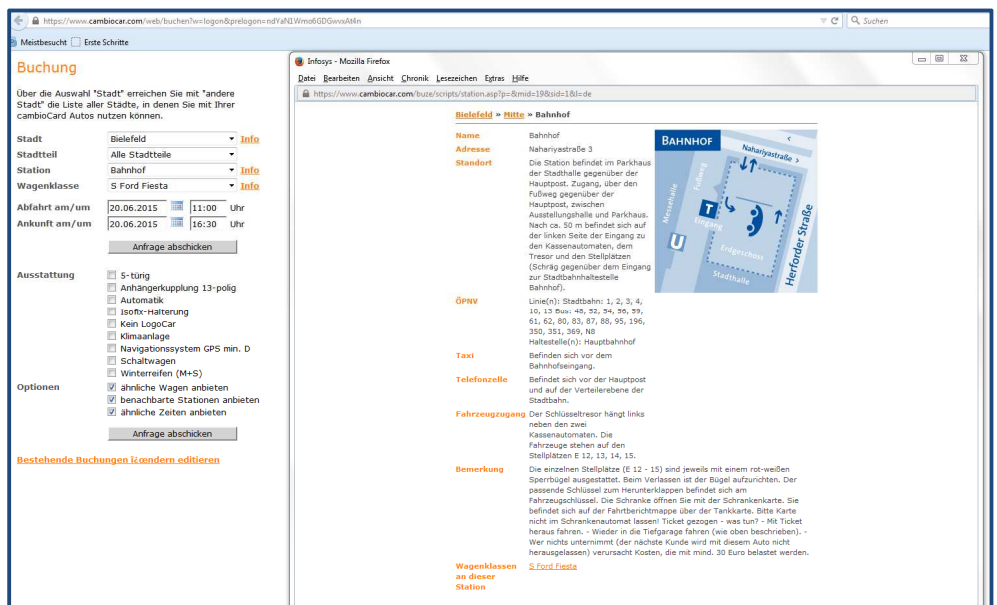 https://www.cambiocar.com/web/buchen?w=logon&prelogon=ndYaN1Wmo6GDGwvxAt4n
Suchen
Meistbesucht Erste Schritte
Buchung
Über die Auswahl "Stadt" erreichen Sie mit "andere
Stadt" die Liste aller Städte, in denen Sie mit Ihrer
cambioCard Autos nutzen können.
Stadt Bielefeld Info
Stadtteil Alle Stadtteile
Station Bahnhof Info
Wagenklasse S Ford Fiesta Info
Abfahrt am/um 20.06.2015 11:00 Uhr
Ankunft am/um 20.06.2015 16:30 Uhr
Anfrage abschicken
Ausstattung 5-türig
Anhängerkupplung 13-polig
Automatik
Isofix-Halterung
Kein LogoCar
Klimaanlage
Navigationssystem GPS min. D
Schaltwagen
Winterreifen (M+S)
Optionen ähnliche Wagen anbieten
benachbarte Stationen anbieten
ähnliche Zeiten anbieten
Anfrage abschicken
Bestehende Buchungen ï¿œndern editieren
Infosys - Mozilla Firefox
Datei Bearbeiten Ansicht Chronik Lesezeichen Extras Hilfe
https://www.cambiocar.com/buze/scripts/station.asp?p=&mid=19&sid=1&l=de
Bielefeld » Mitte » Bahnhof
Name Bahnhof
Adresse Nahariyastraße 3
Standort Die Station befindet im Parkhaus
der Stadthalle gegenüber der
Hauptpost. Zugang, über den
Fußweg gegenüber der
Hauptpost, zwischen
Ausstellungshalle und Parkhaus.
Nach ca. 50 m befindet sich auf
der linken Seite der Eingang zu
den Kassenautomaten, dem
Tresor und den Stellplätzen
(Schräg gegenüber dem Eingang
zur Stadtbahnhaltestelle
Bahnhof).
BAHNHOF
Nahariyastraße >
Fußweg
Messehalle
T
Eingang
U
Erdgeschoss
Stadthalle
Herforder Straße
ÖPNV Linie(n): Stadtbahn: 1, 2, 3, 4,
10, 13 Bus: 48, 52, 54, 56, 59,
61, 62, 80, 83, 87, 88, 95, 196,
350, 351, 369, N8
Haltestelle(n): Hauptbahnhof
Taxi Befinden sich vor dem
Bahnhofseingang.
Telefonzelle Befindet sich vor der Hauptpost
und auf der Verteilerebene der
Stadtbahn.
Fahrzeugzugang Der Schlüsseltresor hängt links
neben den zwei
Kassenautomaten. Die
Fahrzeuge stehen auf den
Stellplätzen E 12, 13, 14, 15.
Bemerkung Die einzelnen Stellplätze (E 12 - 15) sind jeweils mit einem rot-weißen
Sperrbügel ausgestattet. Beim Verlassen ist der Bügel aufzurichten. Der
passende Schlüssel zum Herunterklappen befindet sich am
Fahrzeugschlüssel. Die Schranke öffnen Sie mit der Schrankenkarte. Sie
befindet sich auf der Fahrtberichtmappe über der Tankkarte. Bitte Karte
nicht im Schrankenautomat lassen! Ticket gezogen - was tun? - Mit Ticket
heraus fahren. - Wieder in die Tiefgarage fahren (wie oben beschrieben). -
Wer nichts unternimmt (der nächste Kunde wird mit diesem Auto nicht
herausgelassen) verursacht Kosten, die mit mind. 30 Euro belastet werden.
Wagenklassen S Ford Fiesta
an dieser
Station